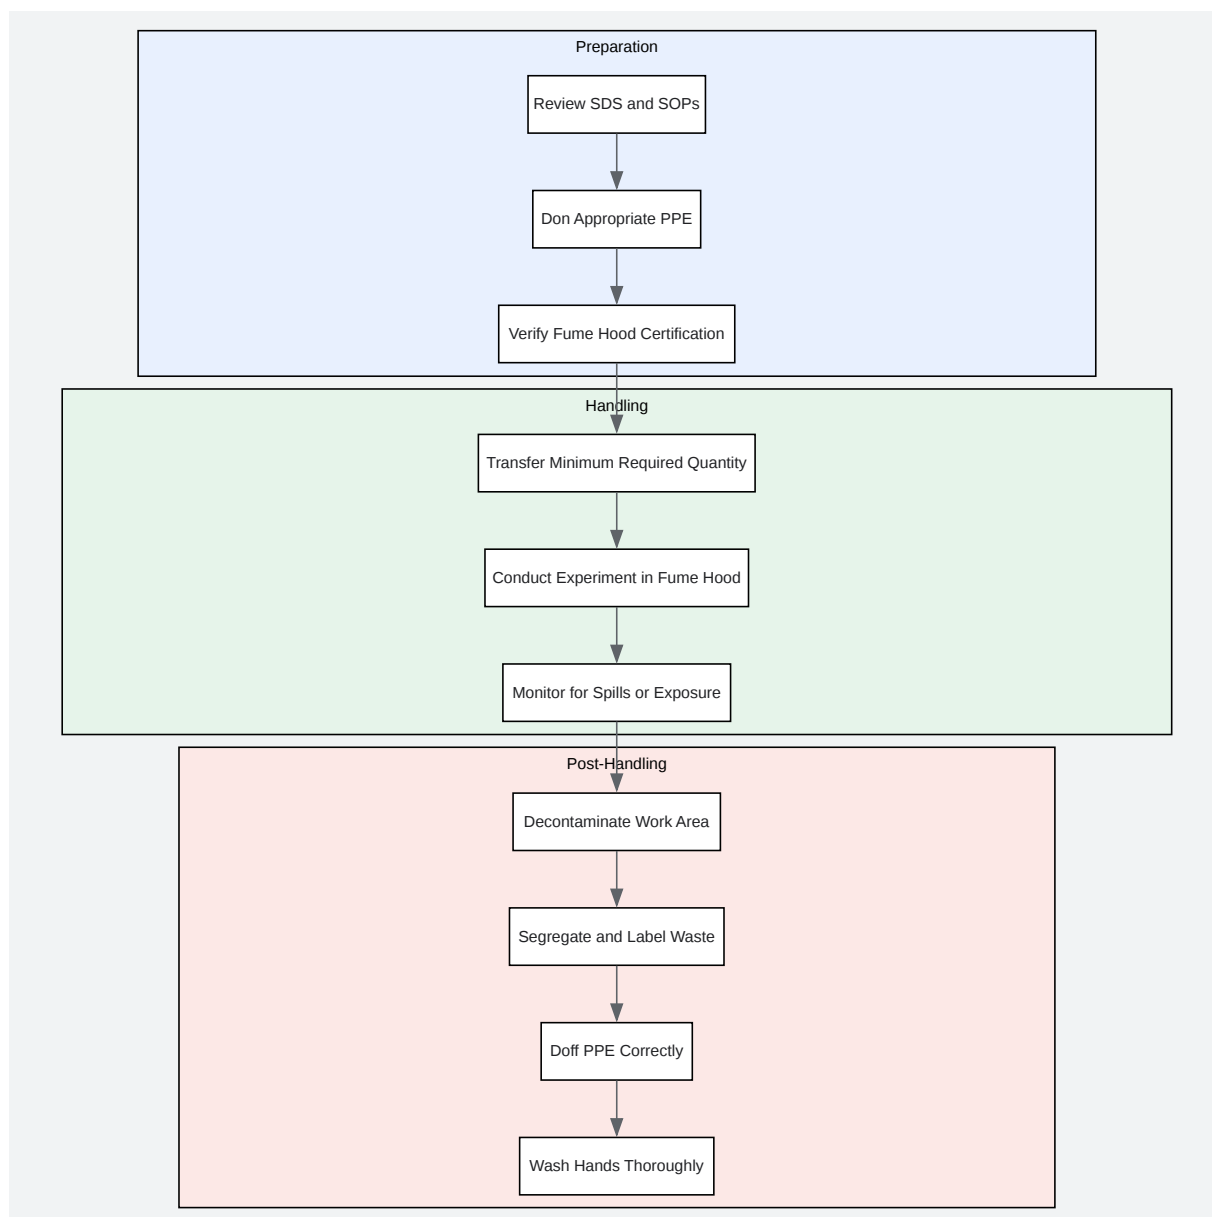 Preparation
Review SDS and SOPs
Don Appropriate PPE
Verify Fume Hood Certification
Handling
Transfer Minimum Required Quantity
Conduct Experiment in Fume Hood
Monitor for Spills or Exposure
Post-Handling
Decontaminate Work Area
Segregate and Label Waste
Doff PPE Correctly
Wash Hands Thoroughly